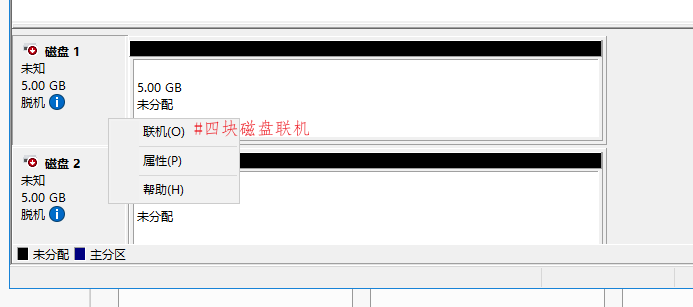 磁盘 1
未知
5.00 GB
脱机
5.00 GB
未分配
联机(O) #四块磁盘联机
属性(P)
帮助(H)
磁盘 2
未知
5.00 GB
脱机
未分配
未分配 主分区